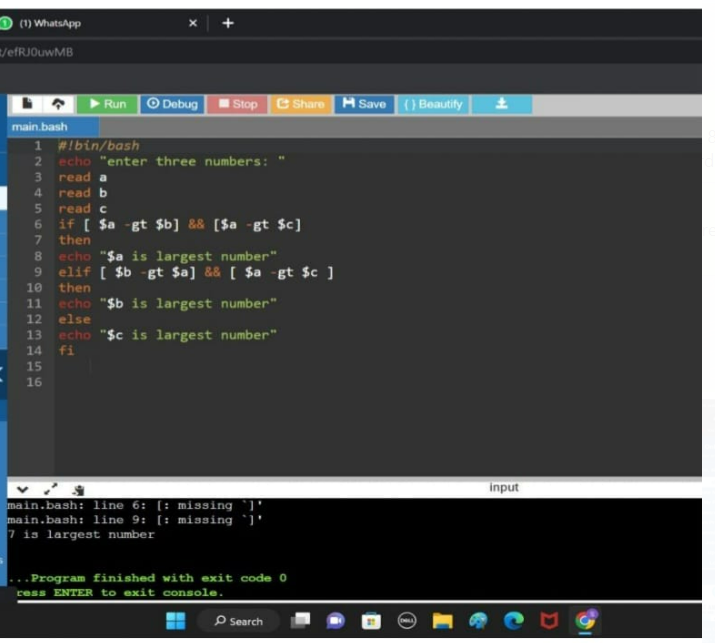 (1) WhatsApp
t/efRJ0uwMB
Run Debug Stop Share Save {} Beautify
main.bash
1 #!bin/bash
2 echo "enter three numbers: "
3 read a
4 read b
5 read c
6 if [ $a -gt $b] && [$a -gt $c]
7 then
8 echo "$a is largest number"
9 elif [ $b -gt $a] && [ $a -gt $c ]
10 then
11 echo "$b is largest number"
12 else
13 echo "$c is largest number"
14 fi
15
16
input
main.bash: line 6: [: missing `]'
main.bash: line 9: [: missing `]'
7 is largest number
...Program finished with exit code 0
ress ENTER to exit console.
Search
DELL